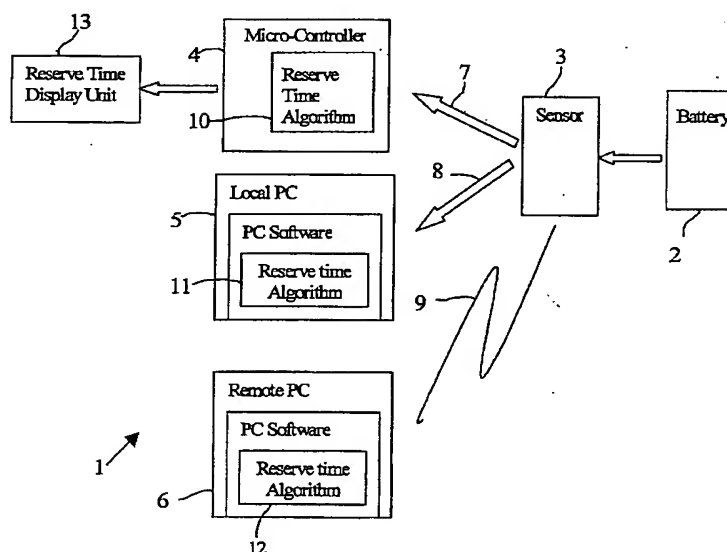 13
Reserve Time
Display Unit
4
Micro-Controller
Reserve
Time
Algorithm
10
7
3
Sensor
Battery
2
8
Local PC
5
PC Software
Reserve time
Algorithm
11
9
Remote PC
PC Software
Reserve time
Algorithm
1
6
12